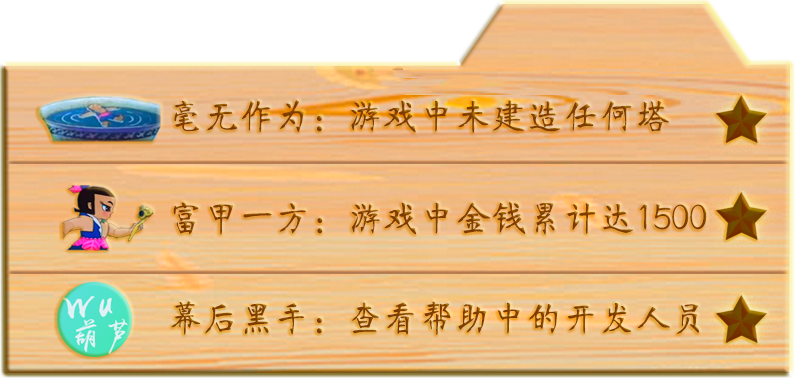 毫无作为：游戏中未建造任何塔
富甲一方：游戏中金钱累计达1500
Wu
葫芦
幕后黑手：查看帮助中的开发人员